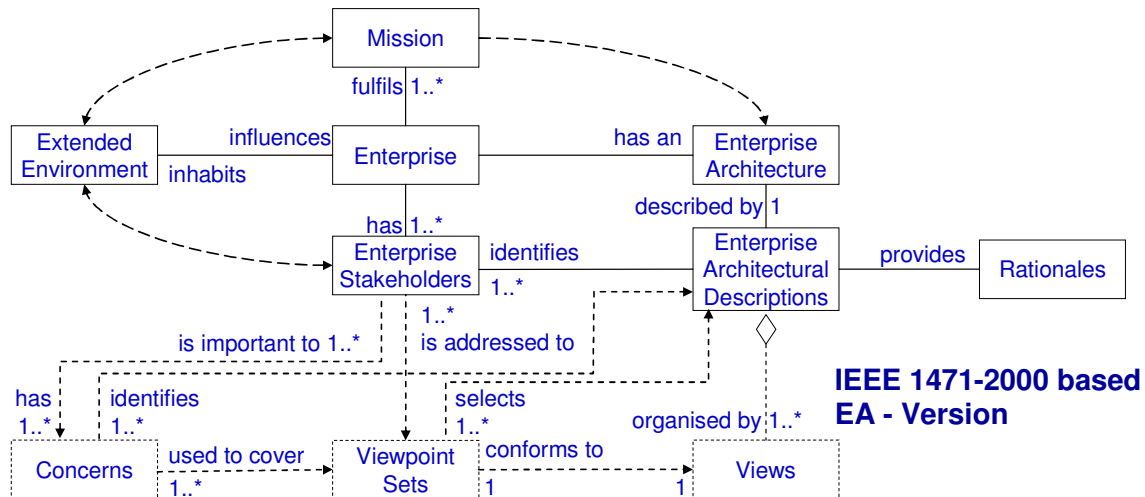 Mission
fulfils 1..*
Extended
Environment
influences
inhabits
Enterprise
has an
Enterprise
Architecture
described by 1
has 1..*
Enterprise
Stakeholders
identifies
1..*
Enterprise
Architectural
Descriptions
provides
Rationales
1..*
is important to 1..*
is addressed to
has
1..*
identifies
1..*
selects
1..*
organised by 1..*
IEEE 1471-2000 based
EA - Version
Concerns
used to cover
1..*
Viewpoint
Sets
conforms to
1
1
Views